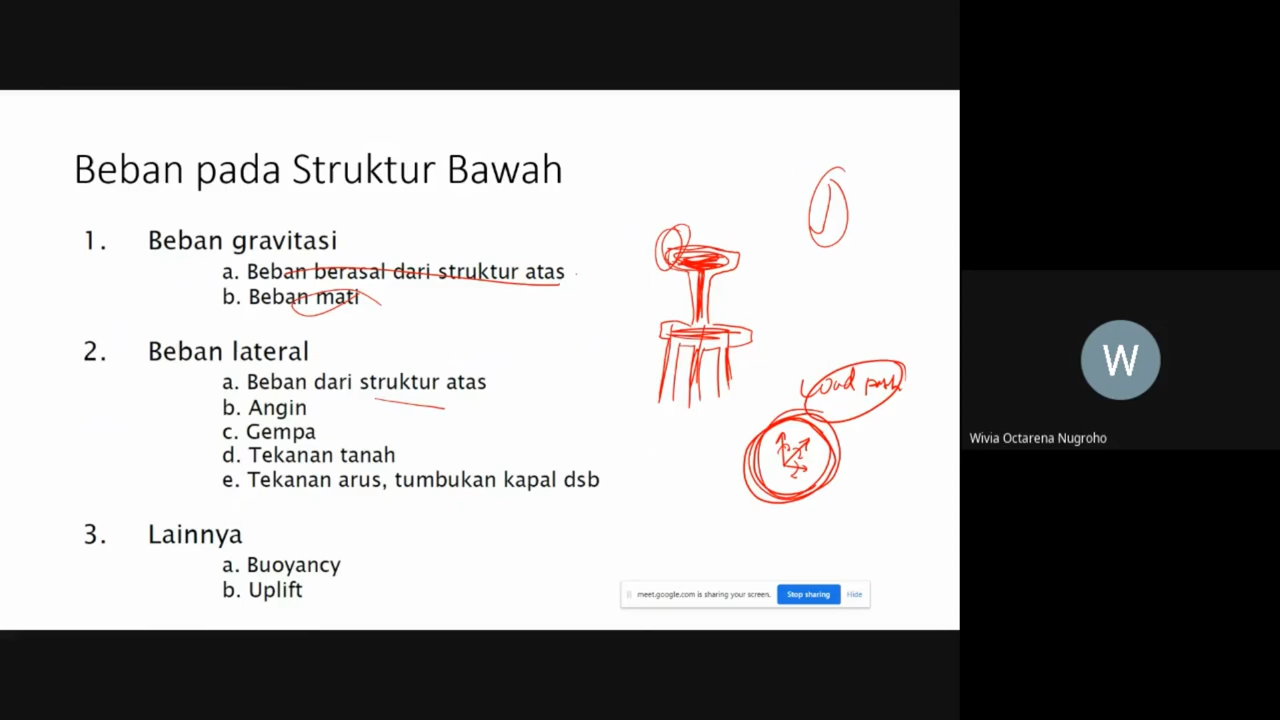 Beban pada Struktur Bawah
1. Beban gravitasi
a. Beban berasal dari struktur atas
b. Beban mati
2. Beban lateral
a. Beban dari struktur atas
b. Angin
c. Gempa
d. Tekanan tanah
e. Tekanan arus, tumbukan kapal dsb
3. Lainnya
a. Buoyancy
b. Uplift
Load
meet.google.com is sharing your screen.
Stop sharing
Hide
W
Wivia Octarena Nugroho